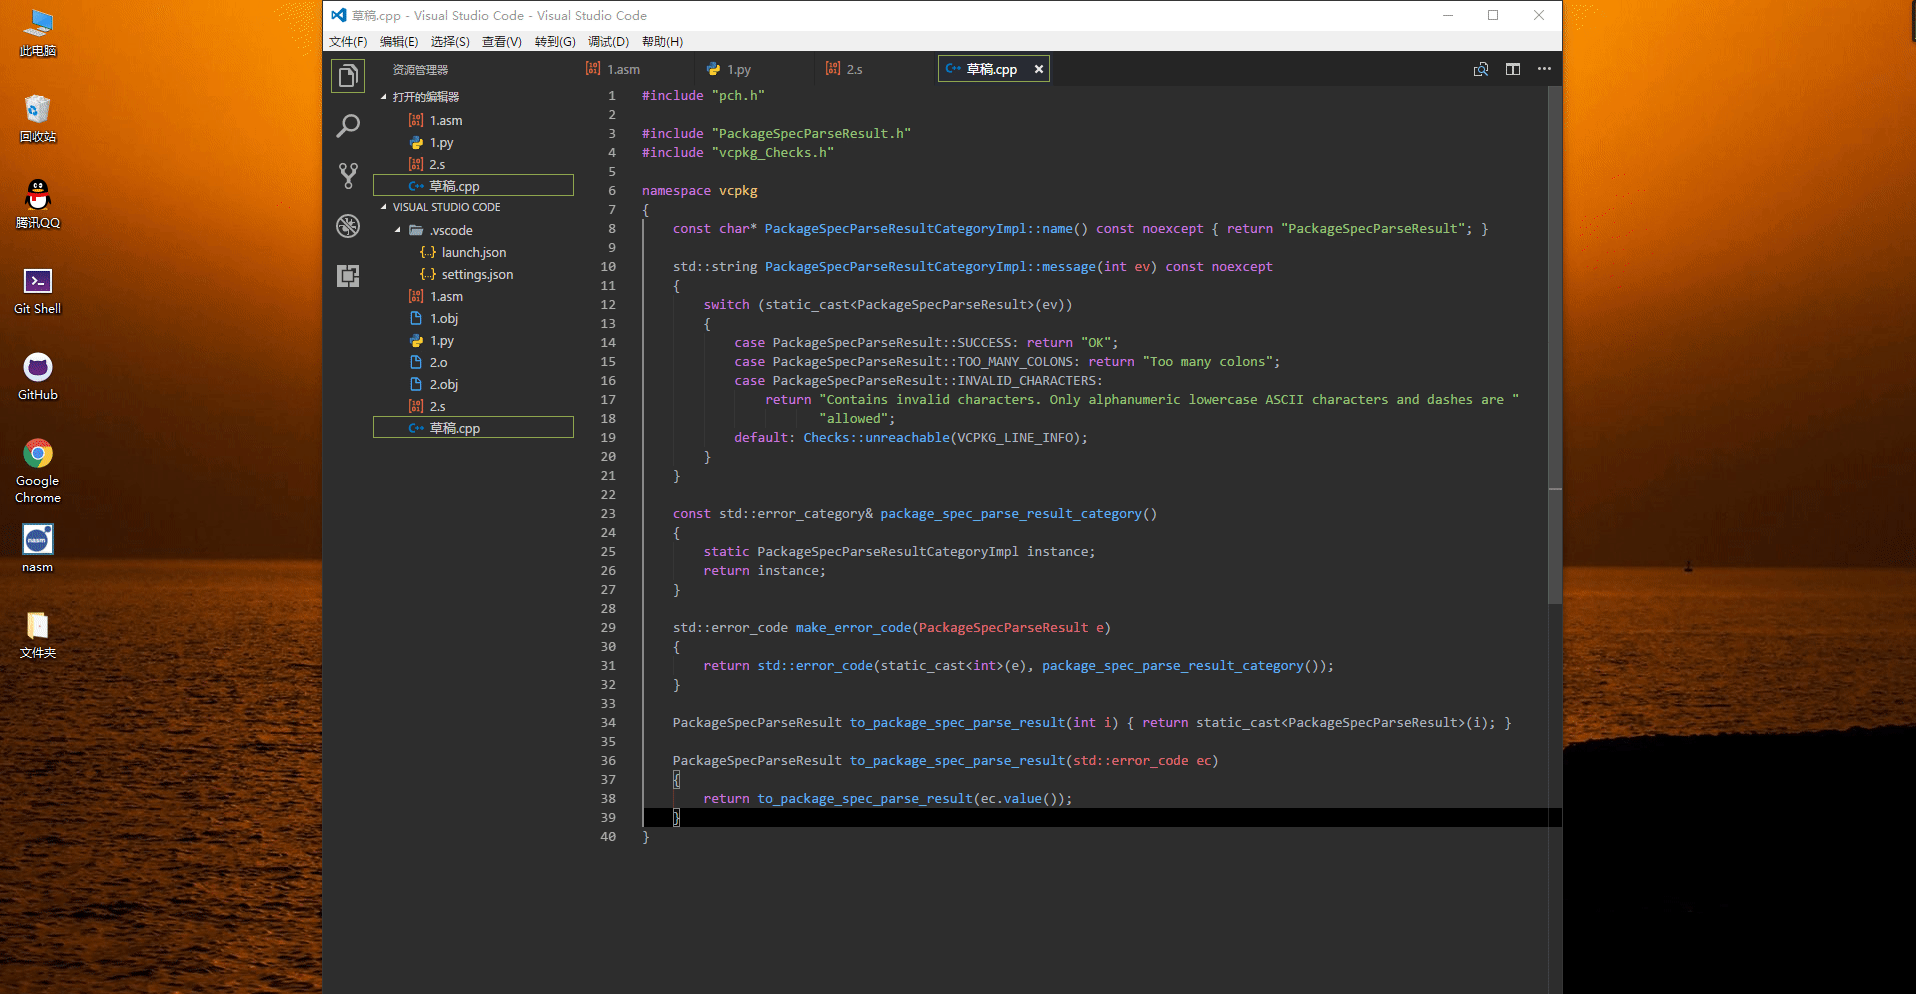 此电脑
回收站
腾讯QQ
Git Shell
GitHub
Google
Chrome
nasm
文件夹
草稿.cpp - Visual Studio Code - Visual Studio Code
文件(F) 编辑(E) 选择(S) 查看(V) 转到(G) 调试(D) 帮助(H)
资源管理器
打开的编辑器
1.asm
1.py
2.s
草稿.cpp
VISUAL STUDIO CODE
.vscode
launch.json
settings.json
1.asm
1.obj
1.py
2.o
2.obj
2.s
草稿.cpp
1.asm 1.py 2.s 草稿.cpp
1 #include "pch.h"
2
3 #include "PackageSpecParseResult.h"
4 #include "vcpkg_Checks.h"
5
6 namespace vcpkg
7 {
8     const char* PackageSpecParseResultCategoryImpl::name() const noexcept { return "PackageSpecParseResult"; }
9
10     std::string PackageSpecParseResultCategoryImpl::message(int ev) const noexcept
11     {
12         switch (static_cast<PackageSpecParseResult>(ev))
13         {
14             case PackageSpecParseResult::SUCCESS: return "OK";
15             case PackageSpecParseResult::TOO_MANY_COLONS: return "Too many colons";
16             case PackageSpecParseResult::INVALID_CHARACTERS:
17                 return "Contains invalid characters. Only alphanumeric lowercase ASCII characters and dashes are "
18                        "allowed";
19             default: Checks::unreachable(VCPKG_LINE_INFO);
20         }
21     }
22
23     const std::error_category& package_spec_parse_result_category()
24     {
25         static PackageSpecParseResultCategoryImpl instance;
26         return instance;
27     }
28
29     std::error_code make_error_code(PackageSpecParseResult e)
30     {
31         return std::error_code(static_cast<int>(e), package_spec_parse_result_category());
32     }
33
34     PackageSpecParseResult to_package_spec_parse_result(int i) { return static_cast<PackageSpecParseResult>(i); }
35
36     PackageSpecParseResult to_package_spec_parse_result(std::error_code ec)
37     {
38         return to_package_spec_parse_result(ec.value());
39     }
40 }